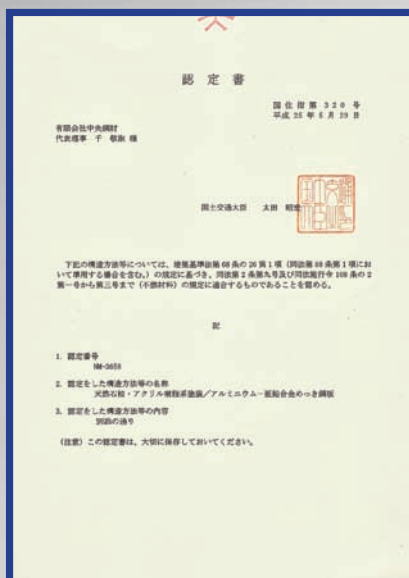 認定書
国住指第320号
平成25年5月29日
有限会社中央鋼材
代表理事 千 様
国土交通大臣 太田 昭宏
下記の構造方法等については、建築基準法第68条の26第1項（同法第88条第1項にお
いて準用する場合を含む。）の規定に基づき、同法第2条第九号及び同法施行令108条の2
第一号から第三号まで（不燃材料）の規定に適合するものであることを認める。
記
1. 認定番号
NM-3658
2. 認定をした構造方法等の名称
天然石粒・アクリル樹脂系塗装／アルミニウム－亜鉛合金めっき鋼板
3. 認定をした構造方法等の内容
別添の通り
（注意）この認定書は、大切に保存しておいてください。